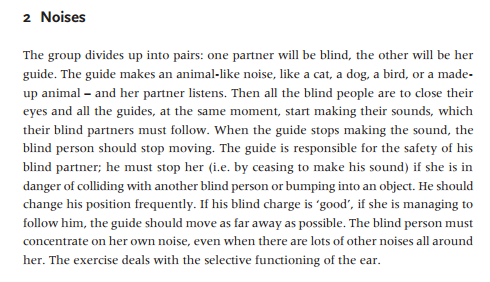 2 Noises
The group divides up into pairs: one partner will be blind, the other will be her
guide. The guide makes an animal-like noise, like a cat, a dog, a bird, or a made-
up animal – and her partner listens. Then all the blind people are to close their
eyes and all the guides, at the same moment, start making their sounds, which
their blind partners must follow. When the guide stops making the sound, the
blind person should stop moving. The guide is responsible for the safety of his
blind partner; he must stop her (i.e. by ceasing to make his sound) if she is in
danger of colliding with another blind person or bumping into an object. He should
change his position frequently. If his blind charge is ‘good’, if she is managing to
follow him, the guide should move as far away as possible. The blind person must
concentrate on her own noise, even when there are lots of other noises all around
her. The exercise deals with the selective functioning of the ear.